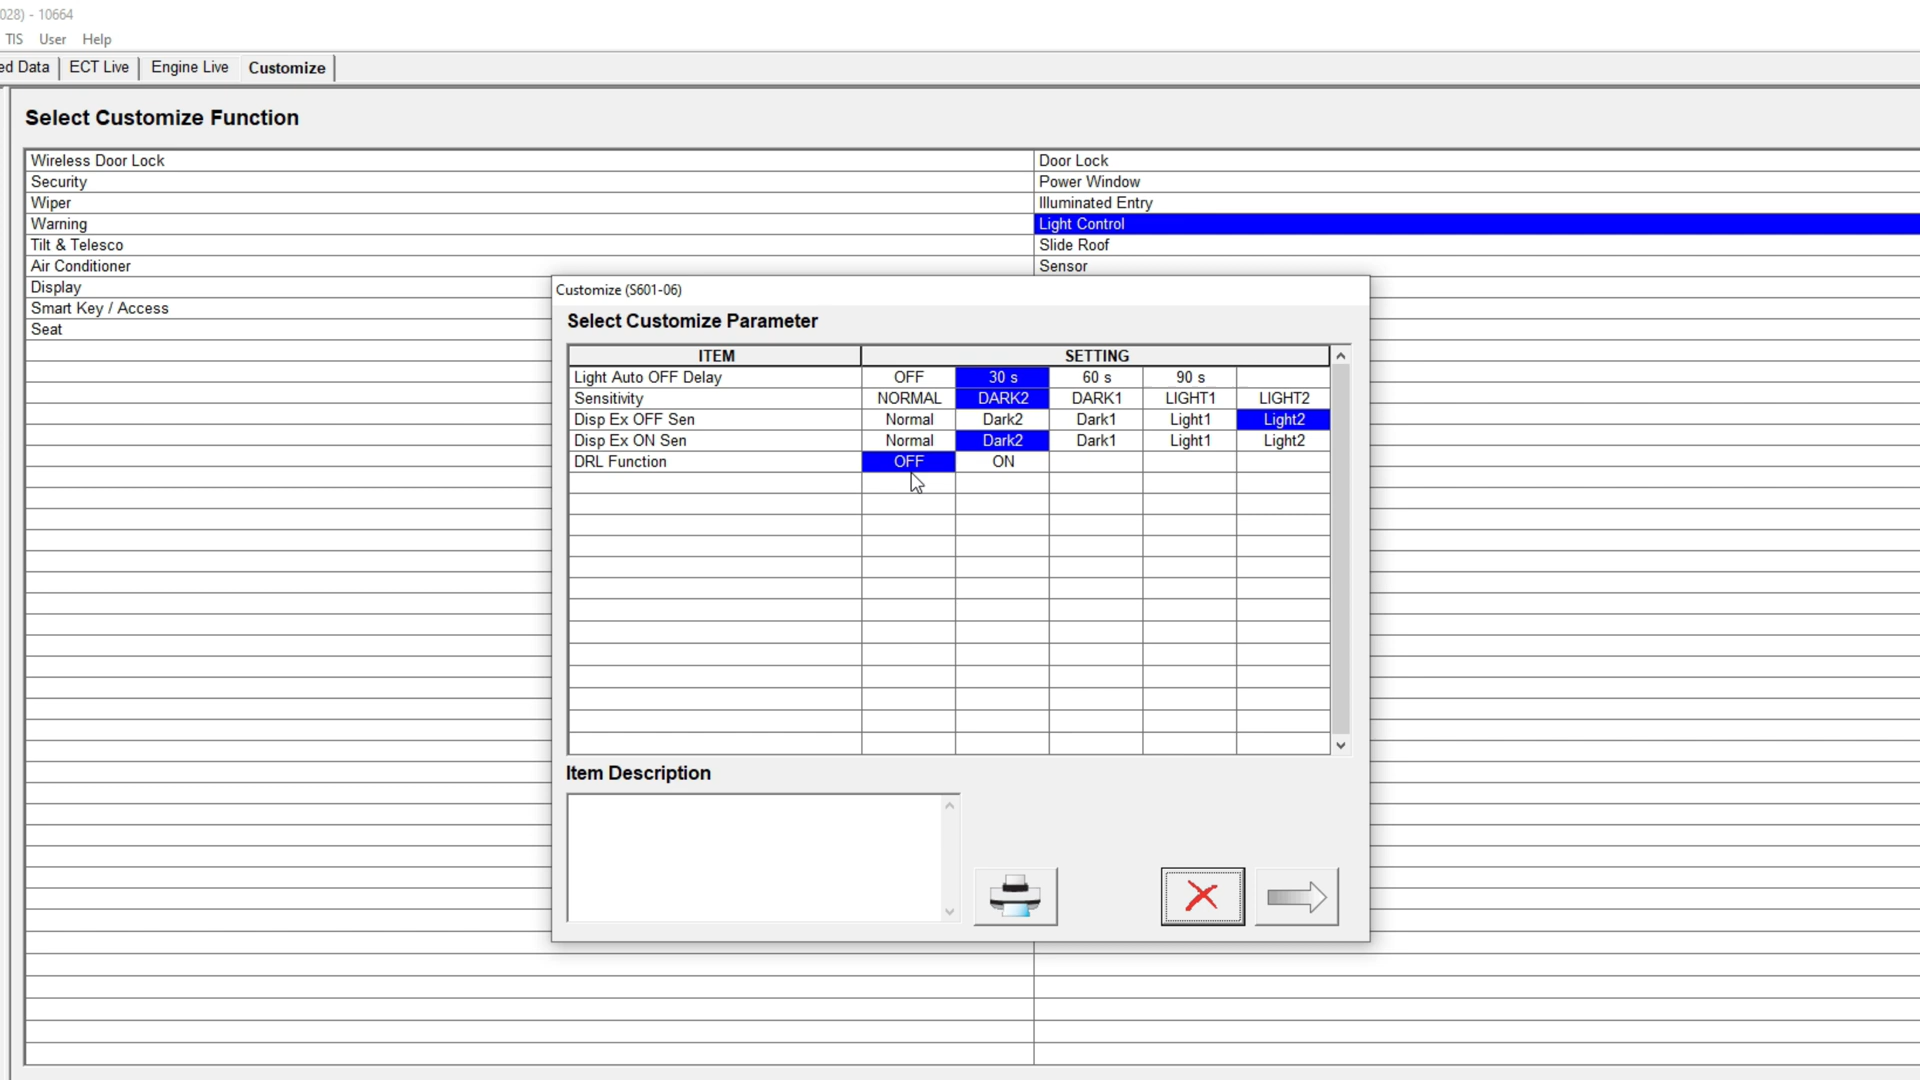 028) - 10664
TIS User Help
ed Data ECT Live Engine Live Customize
Select Customize Function
Wireless Door Lock Door Lock
Security Power Window
Wiper Illuminated Entry
Warning Light Control
Tilt & Telesco Slide Roof
Air Conditioner Sensor
Display
Smart Key / Access
Seat
Customize (S601-06)
Select Customize Parameter
ITEM SETTING
Light Auto OFF Delay OFF 30 s 60 s 90 s
Sensitivity NORMAL DARK2 DARK1 LIGHT1 LIGHT2
Disp Ex OFF Sen Normal Dark2 Dark1 Light1 Light2
Disp Ex ON Sen Normal Dark2 Dark1 Light1 Light2
DRL Function OFF ON
Item Description